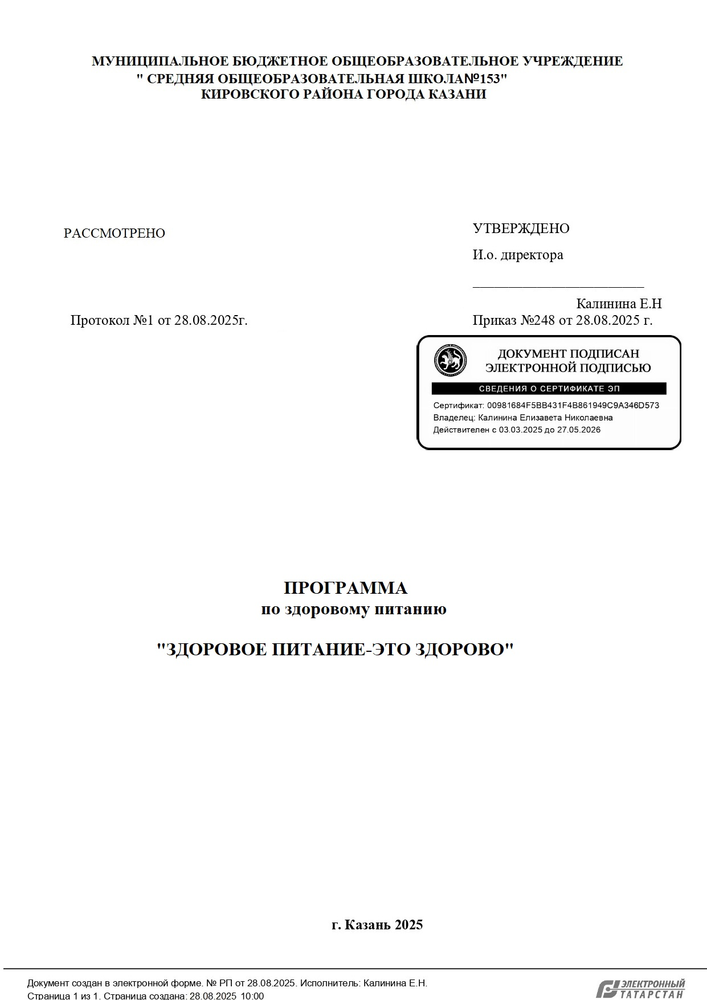 МУНИЦИПАЛЬНОЕ БЮДЖЕТНОЕ ОБЩЕОБРАЗОВАТЕЛЬНОЕ УЧРЕЖДЕНИЕ
" СРЕДНЯЯ ОБЩЕОБРАЗОВАТЕЛЬНАЯ ШКОЛА№153"
КИРОВСКОГО РАЙОНА ГОРОДА КАЗАНИ
РАССМОТРЕНО
Протокол №1 от 28.08.2025г.
УТВЕРЖДЕНО
И.о. директора
________________________
Калинина Е.Н
Приказ №248 от 28.08.2025 г.
ДОКУМЕНТ ПОДПИСАН
ЭЛЕКТРОННОЙ ПОДПИСЬЮ
СВЕДЕНИЯ О СЕРТИФИКАТЕ ЭП
Сертификат: 00981684F5BB431F4B861949C9A346D573
Владелец: Калинина Елизавета Николаевна
Действителен с 03.03.2025 до 27.05.2026
ПРОГРАММА
по здоровому питанию
"ЗДОРОВОЕ ПИТАНИЕ-ЭТО ЗДОРОВО"
г. Казань 2025
Документ создан в электронной форме. № РП от 28.08.2025. Исполнитель: Калинина Е.Н.
Страница 1 из 1. Страница создана: 28.08.2025 10:00
ЭЛЕКТРОННЫЙ
ТАТАРСТАН